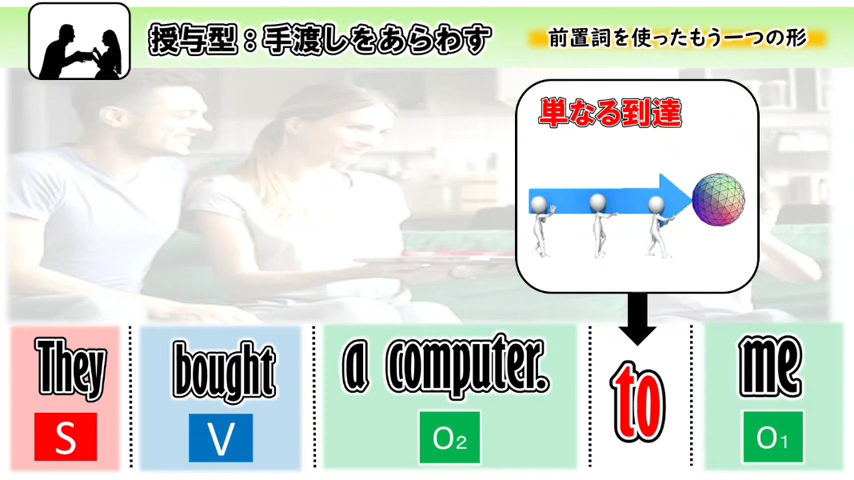 授与型：手渡しをあらわす
前置詞を使ったもう一つの形
単なる到達
They bought a computer. to me
S V O₂ O₁